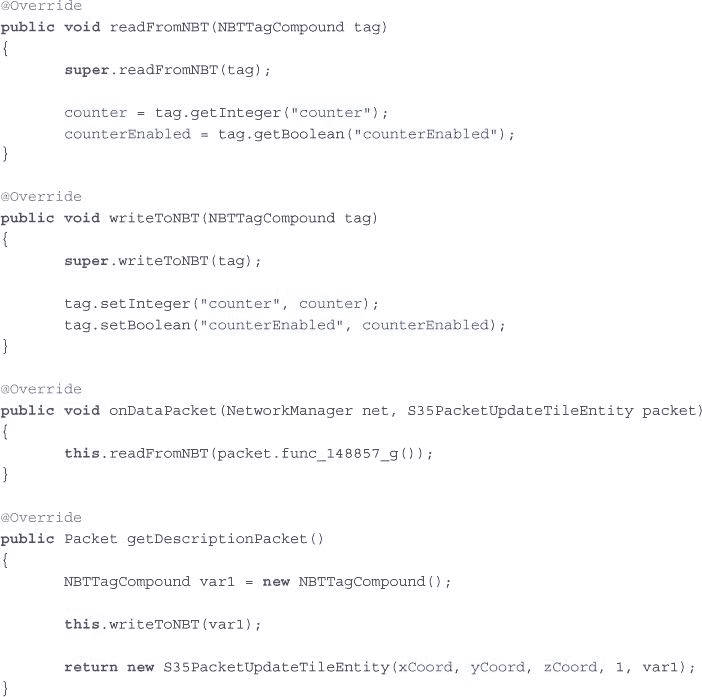 @Override
public void readFromNBT(NBTTagCompound tag)
{
super.readFromNBT(tag);
counter = tag.getInteger("counter");
counterEnabled = tag.getBoolean("counterEnabled");
}
@Override
public void writeToNBT(NBTTagCompound tag)
{
super.writeToNBT(tag);
tag.setInteger("counter", counter);
tag.setBoolean("counterEnabled", counterEnabled);
}
@Override
public void onDataPacket(NetworkManager net, S35PacketUpdateTileEntity packet)
{
this.readFromNBT(packet.func_148857_g());
}
@Override
public Packet getDescriptionPacket()
{
NBTTagCompound var1 = new NBTTagCompound();
this.writeToNBT(var1);
return new S35PacketUpdateTileEntity(xCoord, yCoord, zCoord, 1, var1);
}